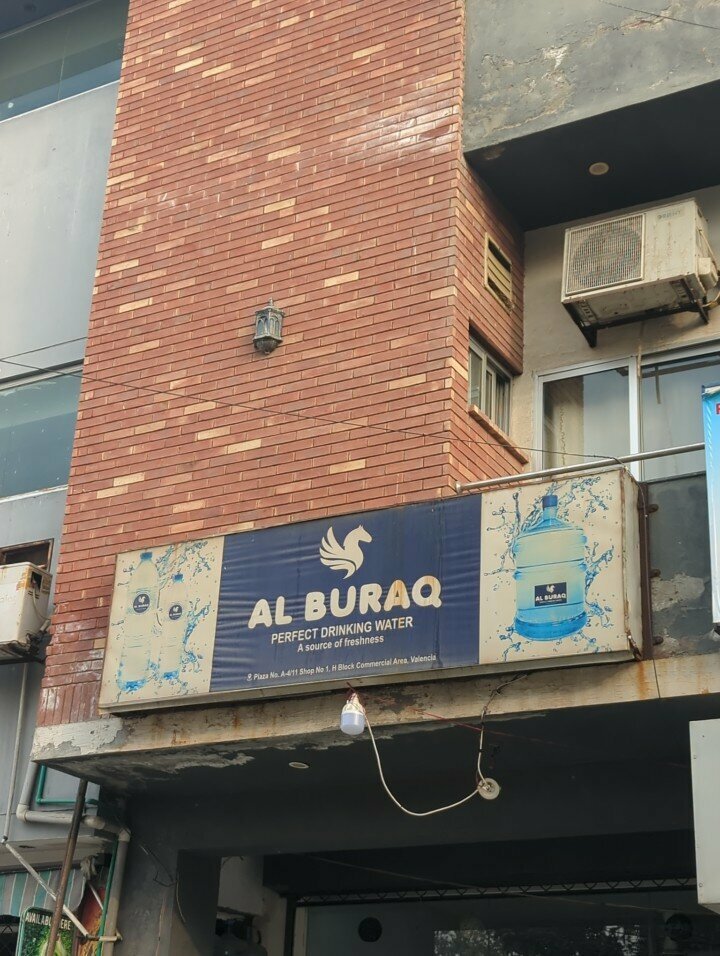 ORIENT
AL BURAQ
PERFECT DRINKING WATER
A source of freshness
Plaza No. A-4/11 Shop No 1, H Block Commercial Area, Valencia
AL BURAQ